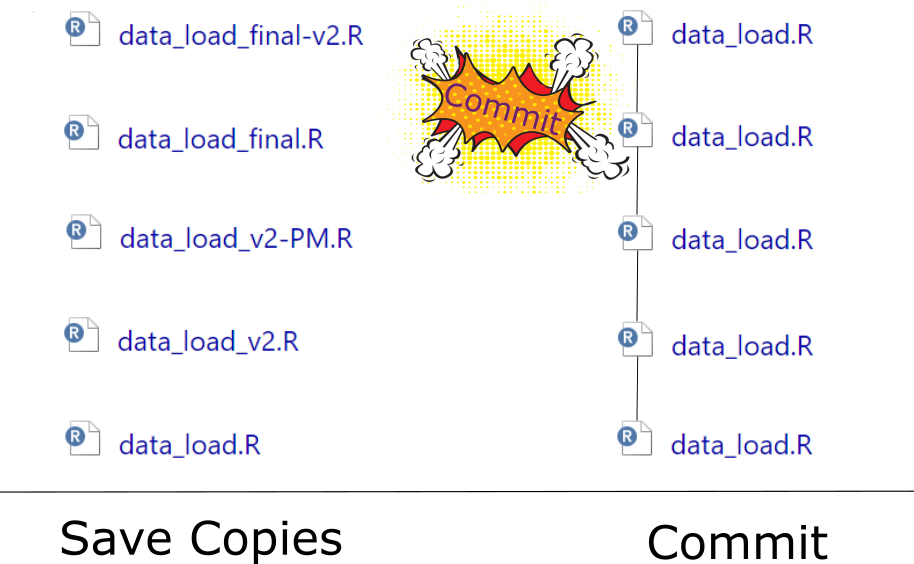 R data_load_final-v2.R
R data_load.R
Commit
R data_load_final.R
R data_load.R
R data_load_v2-PM.R
R data_load.R
R data_load_v2.R
R data_load.R
R data_load.R
R data_load.R
Save Copies
Commit